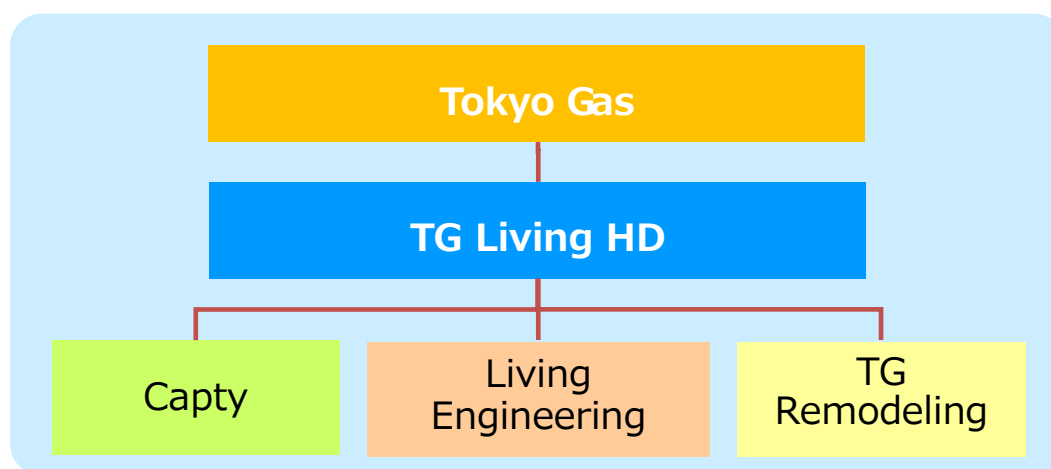 Tokyo Gas
TG Living HD
Capty
Living
Engineering
TG
Remodeling